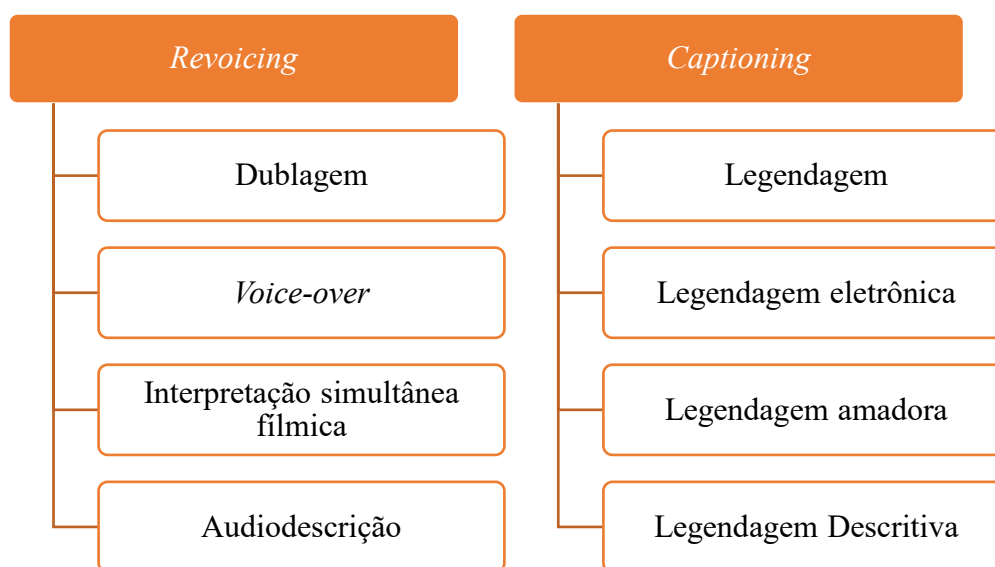 Revoicing
Dublagem
Voice-over
Interpretação simultânea
fílmica
Audiodescrição
Captioning
Legendagem
Legendagem eletrônica
Legendagem amadora
Legendagem Descritiva